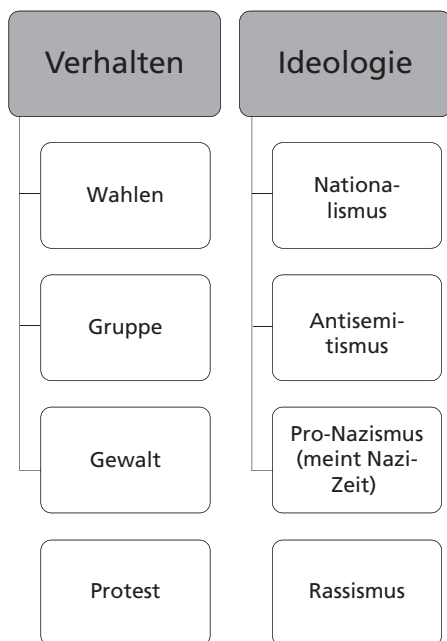 Verhalten
Wahlen
Gruppe
Gewalt
Protest
Ideologie
Nationa-
lismus
Antisemi-
tismus
Pro-Nazismus
(meint Nazi-
Zeit)
Rassismus